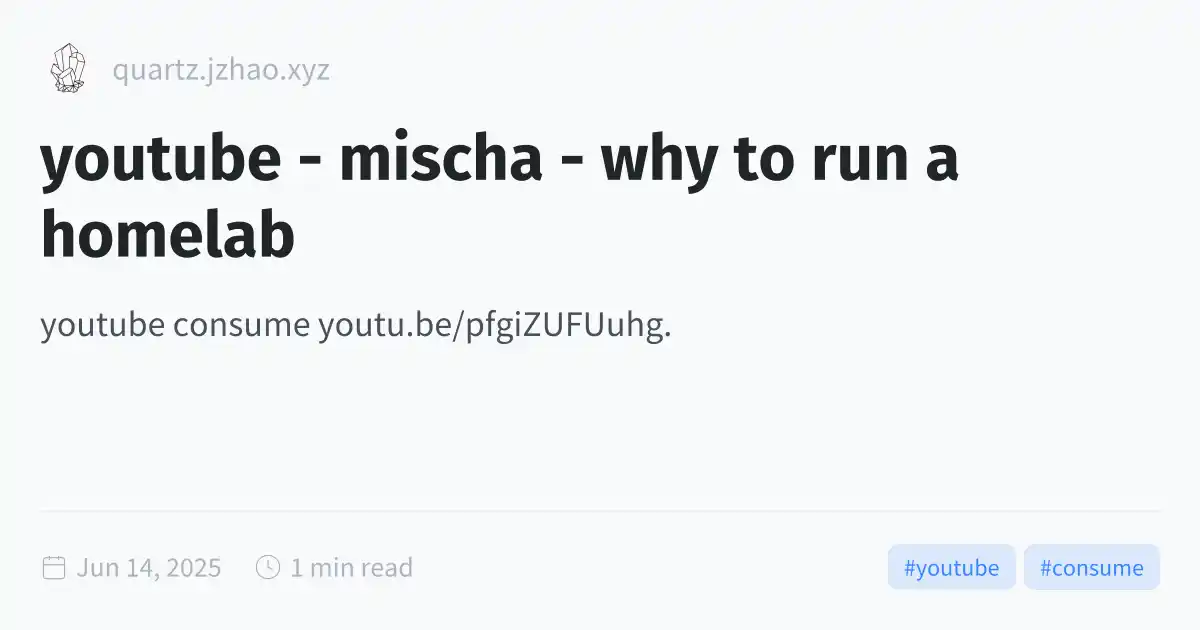 quartz.jzhao.xyz
youtube - mischa - why to run a
homelab
youtube consume youtu.be/pfgiZUFUuhg.
Jun 14, 2025
1 min read
#youtube
#consume